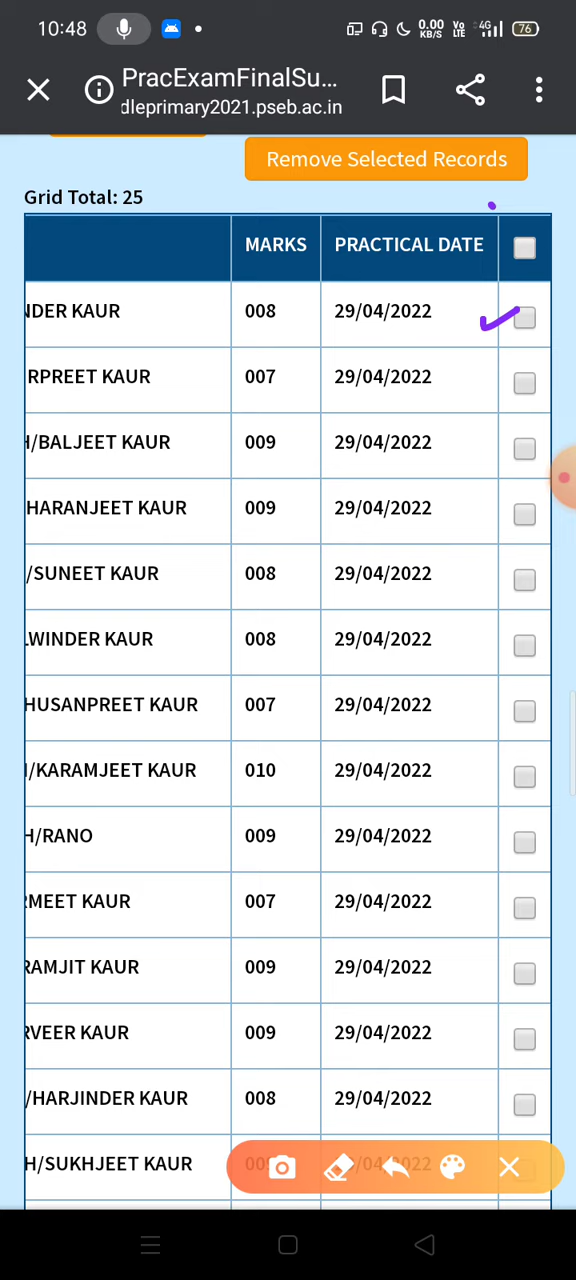 10:48 0.00 KB/S Vo LTE 4G 76
PracExamFinalSu...
dleprimary2021.pseb.ac.in
Remove Selected Records
Grid Total: 25
MARKS PRACTICAL DATE
NDER KAUR 008 29/04/2022
RPREET KAUR 007 29/04/2022
H/BALJEET KAUR 009 29/04/2022
HARANJEET KAUR 009 29/04/2022
/SUNEET KAUR 008 29/04/2022
LWINDER KAUR 008 29/04/2022
HUSANPREET KAUR 007 29/04/2022
/KARAMJEET KAUR 010 29/04/2022
H/RANO 009 29/04/2022
RMEET KAUR 007 29/04/2022
RAMJIT KAUR 009 29/04/2022
RVEER KAUR 009 29/04/2022
/HARJINDER KAUR 008 29/04/2022
H/SUKHJEET KAUR